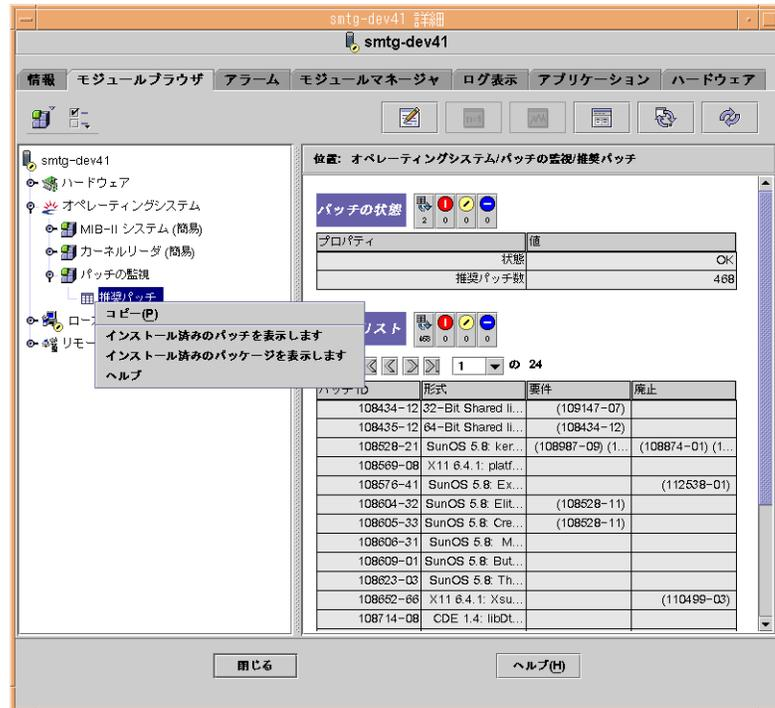 smtg-dev41 詳細
smtg-dev41
情報 モジュールブラウザ アラーム モジュールマネージャ ログ表示 アプリケーション ハードウェア
smtg-dev41
ハードウェア
オペレーティングシステム
MIB-II システム (簡易)
カーネルリーダ (簡易)
パッチの監視
推奨パッチ
ロー
リモー
コピー(P)
インストール済みのパッチを表示します
インストール済みのパッケージを表示します
ヘルプ
位置: オペレーティングシステム/パッチの監視/推奨パッチ
パッチの状態 2 0 0 0
プロパティ 値
状態 OK
推奨パッチ数 468
リスト 468 0 0 0
1 の 24
パッチID 形式 要件 廃止
108434-12 32-Bit Shared li... (109147-07)
108435-12 64-Bit Shared li... (108434-12)
108528-21 SunOS 5.8: ker... (108987-09) (1... (108874-01) (1...
108569-08 X11 6.4.1: platf...
108576-41 SunOS 5.8: Ex... (112538-01)
108604-32 SunOS 5.8: Elit... (108528-11)
108605-33 SunOS 5.8: Cre... (108528-11)
108606-31 SunOS 5.8: M...
108609-01 SunOS 5.8: But...
108623-03 SunOS 5.8: Th...
108652-66 X11 6.4.1: Xsu... (110499-03)
108714-08 CDE 1.4: libDt...
閉じる ヘルプ(H)